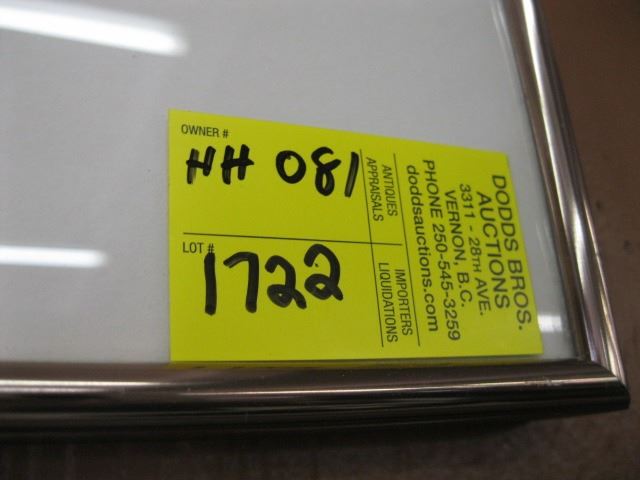 OWNER #
HH 081
LOT #
1722
ANTIQUES
APPRAISALS
IMPORTERS
LIQUIDATIONS
DODDS BROS.
AUCTIONS
3311 - 28TH AVE.
VERNON, B.C.
PHONE 250-545-3259
doddsauctions.com